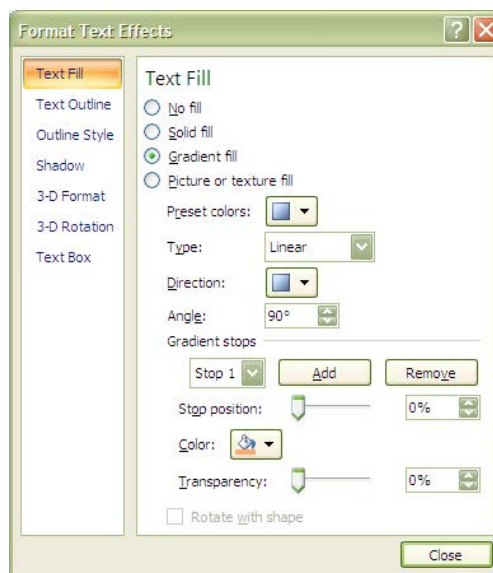 Format Text Effects
Text Fill
Text Outline
Outline Style
Shadow
3-D Format
3-D Rotation
Text Box
Text Fill
No fill
Solid fill
Gradient fill
Picture or texture fill
Preset colors:
Type: Linear
Direction:
Angle: 90°
Gradient stops
Stop 1 Add Remove
Stop position: 0%
Color:
Transparency: 0%
Rotate with shape
Close